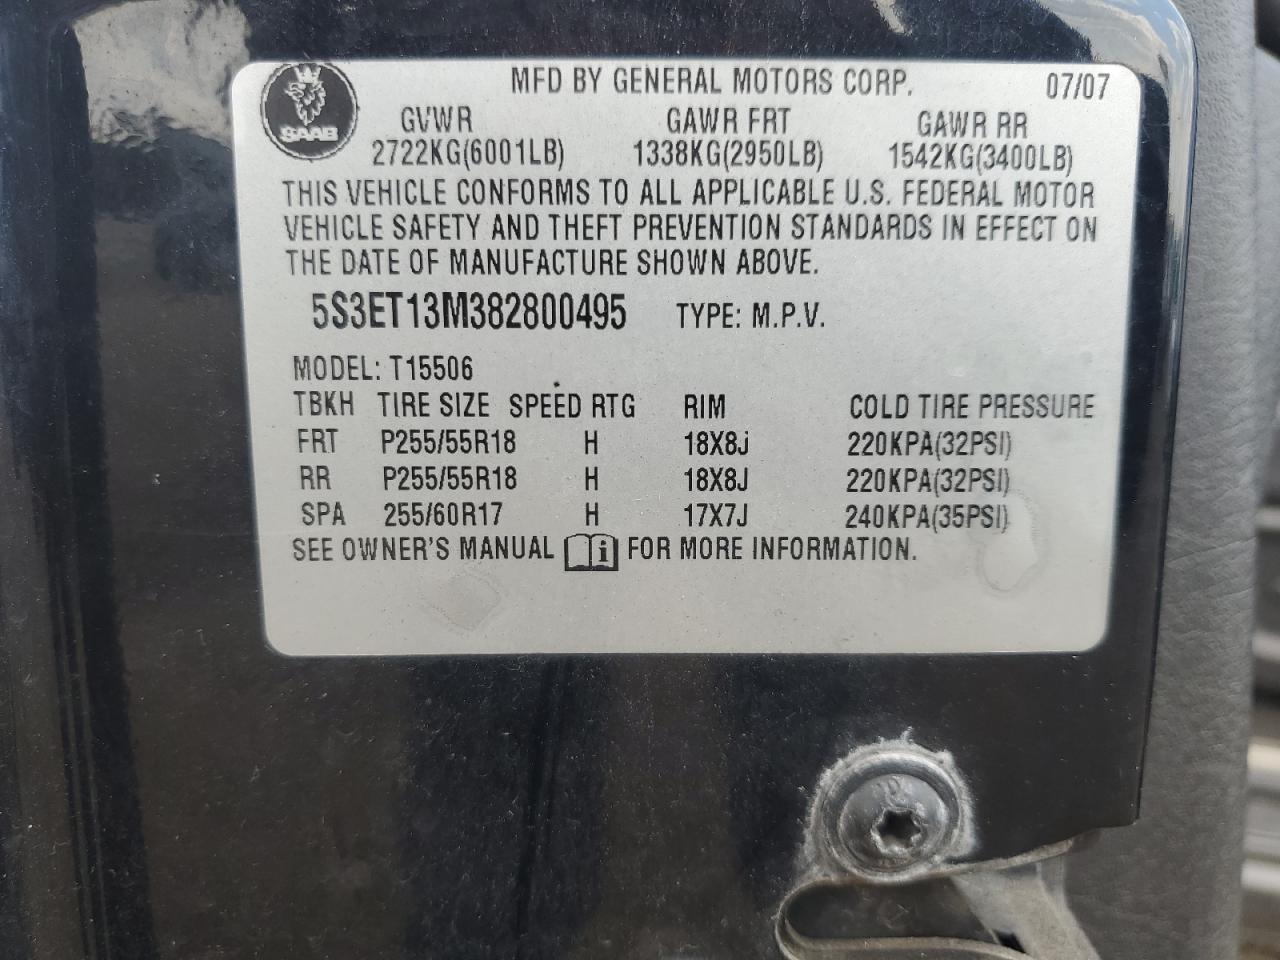 MFD BY GENERAL MOTORS CORP. 07/07
SAAB
GVWR GAWR FRT GAWR RR
2722KG(6001LB) 1338KG(2950LB) 1542KG(3400LB)
THIS VEHICLE CONFORMS TO ALL APPLICABLE U.S. FEDERAL MOTOR
VEHICLE SAFETY AND THEFT PREVENTION STANDARDS IN EFFECT ON
THE DATE OF MANUFACTURE SHOWN ABOVE.
5S3ET13M382800495 TYPE: M.P.V.
MODEL: T15506
TBKH TIRE SIZE SPEED RTG RIM COLD TIRE PRESSURE
FRT P255/55R18 H 18X8J 220KPA(32PSI)
RR P255/55R18 H 18X8J 220KPA(32PSI)
SPA 255/60R17 H 17X7J 240KPA(35PSI)
SEE OWNER'S MANUAL i FOR MORE INFORMATION.